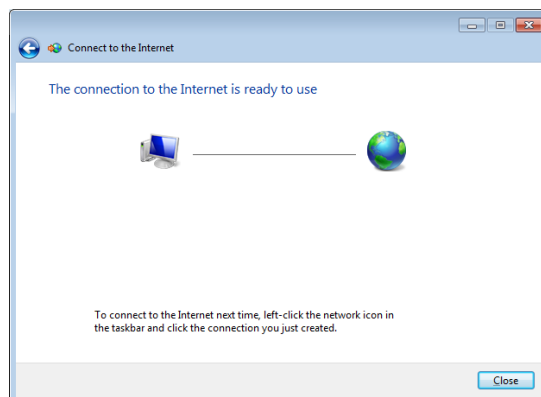 Connect to the Internet
The connection to the Internet is ready to use
To connect to the Internet next time, left-click the network icon in
the taskbar and click the connection you just created.
Close